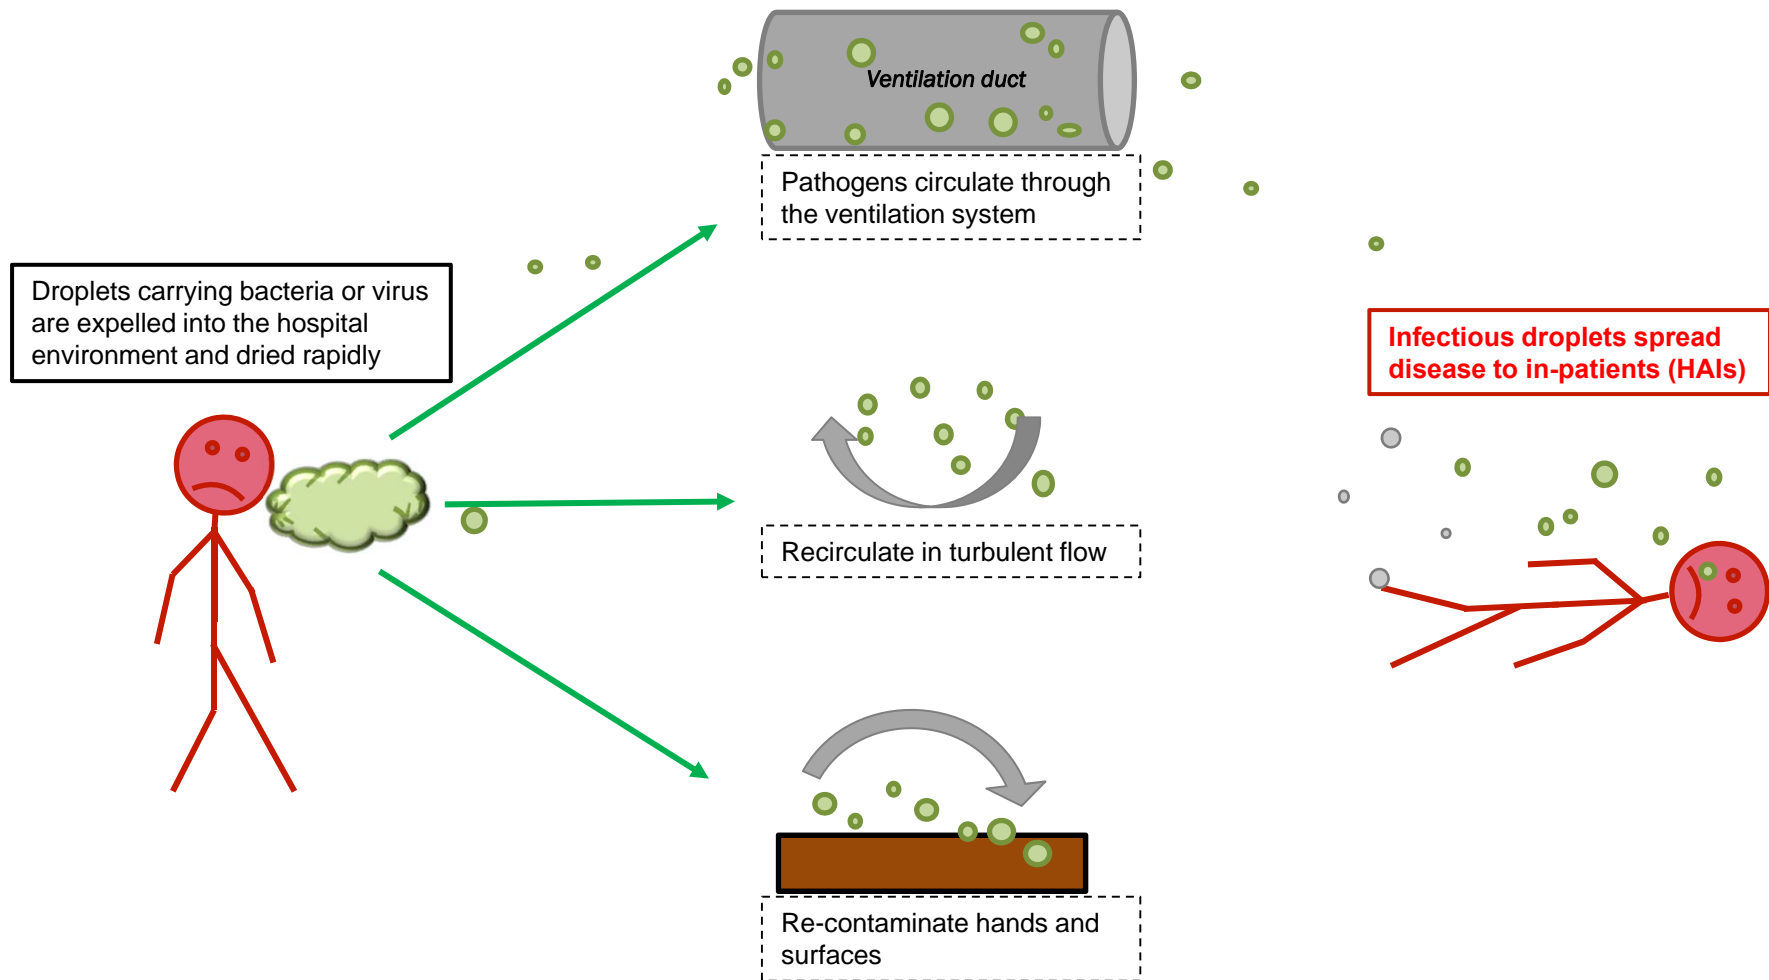 Ventilation duct
Pathogens circulate through
the ventilation system
Droplets carrying bacteria or virus
are expelled into the hospital
environment and dried rapidly
Infectious droplets spread
disease to in-patients (HAIs)
Recirculate in turbulent flow
Re-contaminate hands and
surfaces